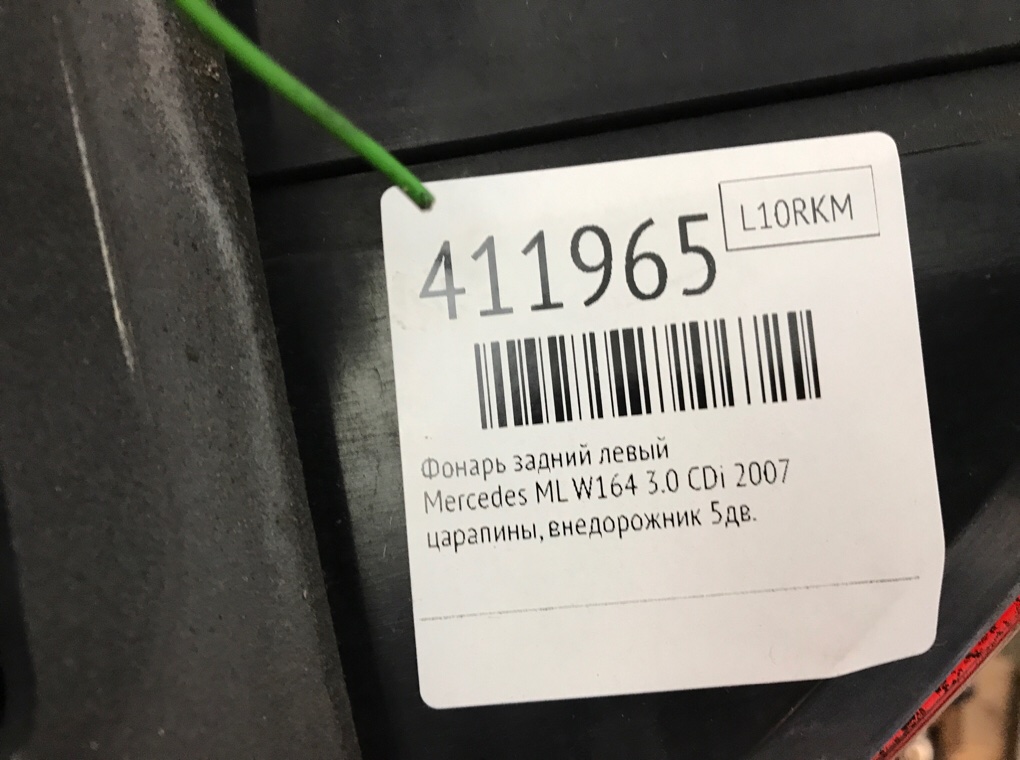 L10RKM
411965
Фонарь задний левый
Mercedes ML W164 3.0 CDi 2007
царапины, внедорожник 5дв.